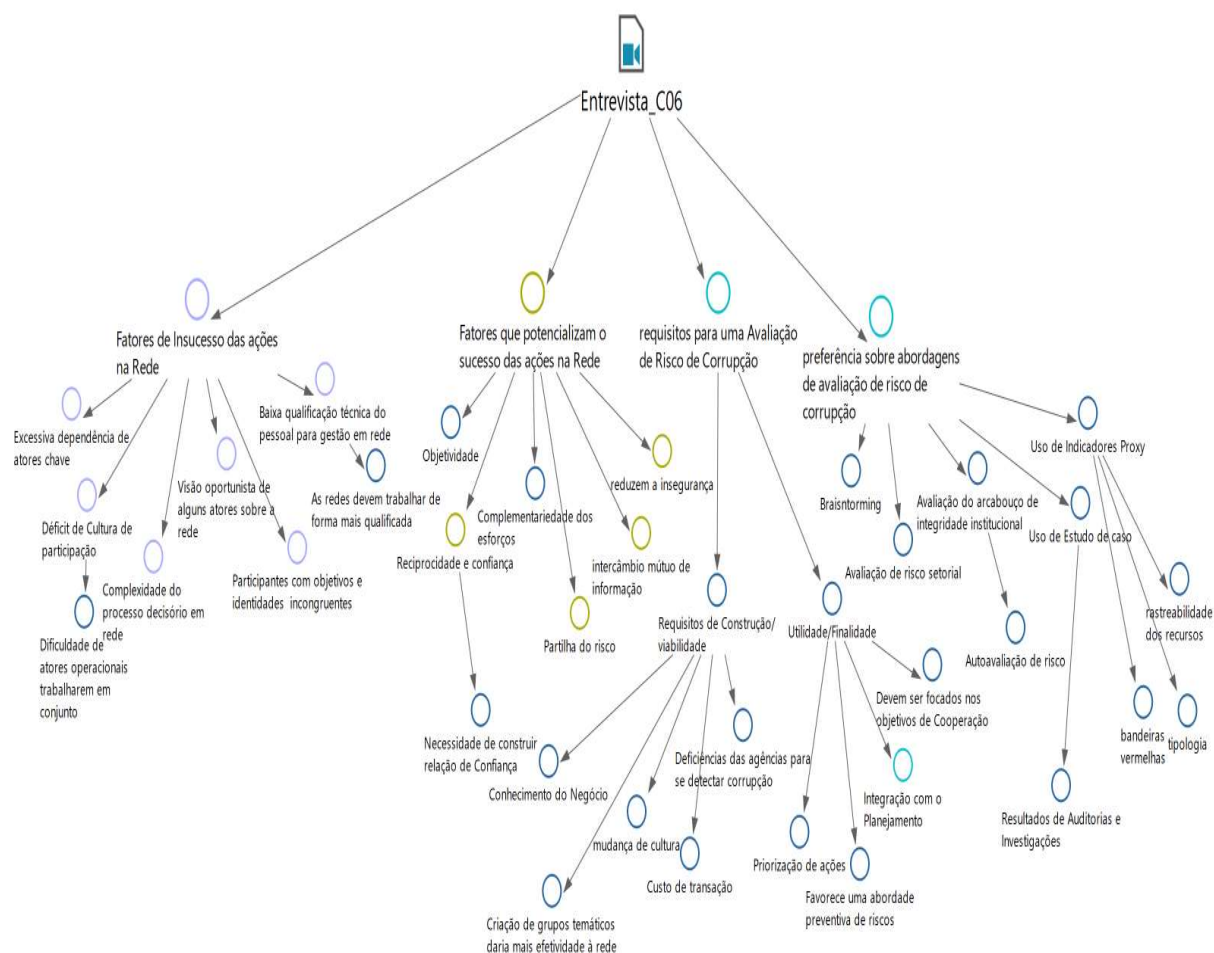 Entrevista_C06
Fatores de Insucesso das ações
na Rede
Fatores que potencializam o
sucesso das ações na Rede
requisitos para uma Avaliação
de Risco de Corrupção
preferência sobre abordagens
de avaliação de risco de
corrupção
Excessiva dependência de
atores chave
Déficit de Cultura de
participação
Dificuldade de
atores operacionais
trabalharem em
conjunto
Complexidade do
processo decisório em
rede
Visão oportunista de
alguns atores sobre a
rede
Participantes com objetivos e
identidades incongruentes
Baixa qualificação técnica do
pessoal para gestão em rede
As redes devem trabalhar de
forma mais qualificada
Objetividade
Reciprocidade e confiança
Necessidade de construir
relação de Confiança
Complementariedade dos
esforços
Partilha do risco
intercâmbio mútuo de
informação
reduzem a insegurança
Requisitos de Construção/
viabilidade
Conhecimento do Negócio
Criação de grupos temáticos
daria mais efetividade à rede
mudança de cultura
Custo de transação
Deficiências das agências para
se detectar corrupção
Utilidade/Finalidade
Priorização de ações
Favorece uma abordade
preventiva de riscos
Integração com o
Planejamento
Devem ser focados nos
objetivos de Cooperação
Braisntorming
Avaliação de risco setorial
Avaliação do arcabouço de
integridade institucional
Autoavaliação de risco
Uso de Estudo de caso
Resultados de Auditorias e
Investigações
Uso de Indicadores Proxy
bandeiras
vermelhas
tipologia
rastreabilidade
dos recursos